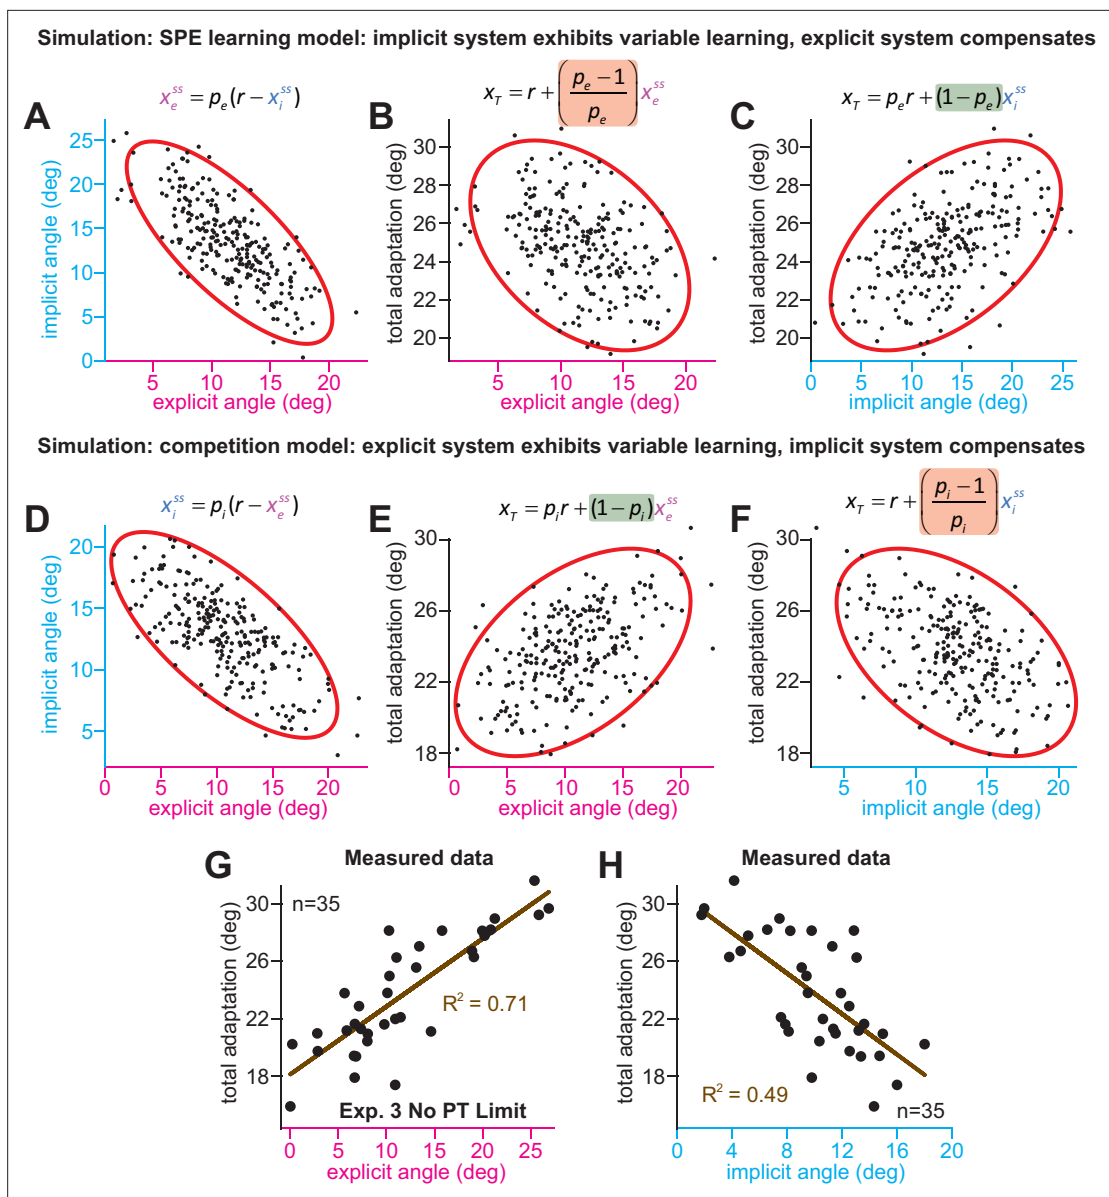 Simulation: SPE learning model: implicit system exhibits variable learning, explicit system compensates
A
x_e^{ss} = p_e(r − x_i^{ss})
implicit angle (deg)
25
20
15
10
5
0
5 10 15 20
explicit angle (deg)
B
x_T = r + ((p_e − 1)/p_e) x_e^{ss}
total adaptation (deg)
30
28
26
24
22
20
5 10 15 20
explicit angle (deg)
C
x_T = p_e r + (1 − p_e) x_i^{ss}
total adaptation (deg)
30
28
26
24
22
20
0 5 10 15 20 25
implicit angle (deg)
Simulation: competition model: explicit system exhibits variable learning, implicit system compensates
D
x_i^{ss} = p_i(r − x_e^{ss})
implicit angle (deg)
20
15
10
5
0 5 10 15 20
explicit angle (deg)
E
x_T = p_i r + (1 − p_i) x_e^{ss}
total adaptation (deg)
30
26
22
18
0 5 10 15 20
explicit angle (deg)
F
x_T = r + ((p_i − 1)/p_i) x_i^{ss}
total adaptation (deg)
30
26
22
18
5 10 15 20
implicit angle (deg)
G
Measured data
n=35
total adaptation (deg)
30
26
22
18
R² = 0.71
Exp. 3 No PT Limit
0 5 10 15 20 25
explicit angle (deg)
H
Measured data
total adaptation (deg)
30
26
22
18
R² = 0.49
n=35
0 4 8 12 16 20
implicit angle (deg)